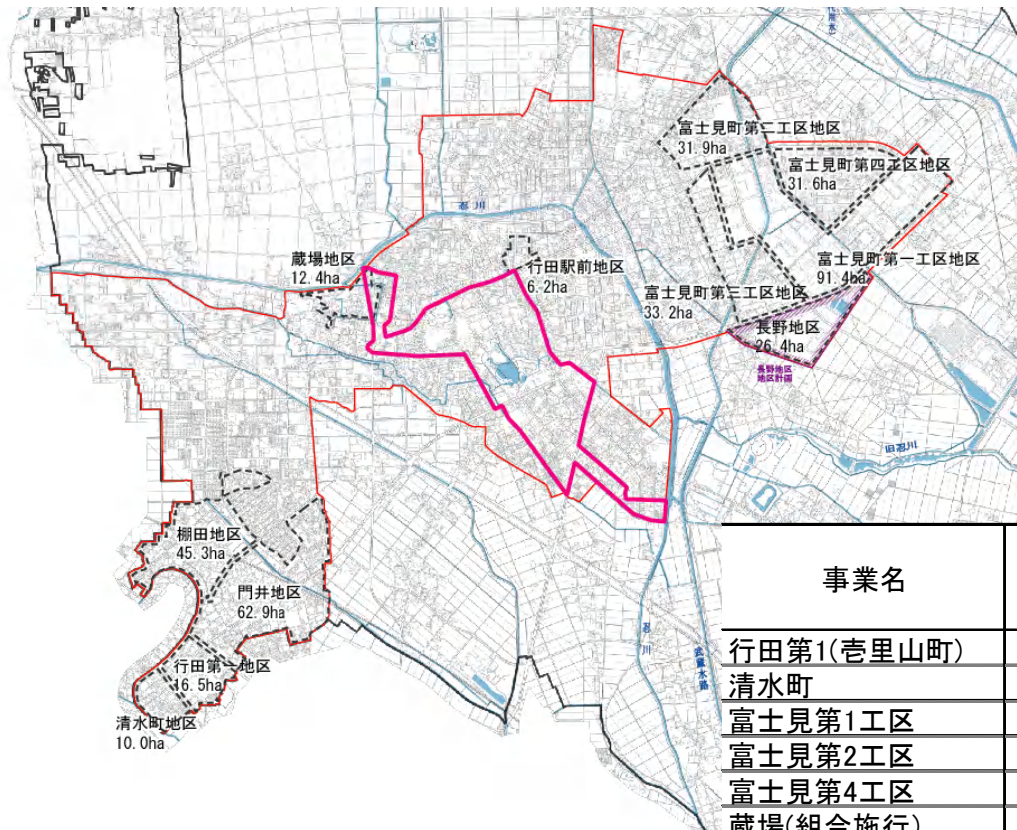 富士見町第二工区地区
31.9ha
富士見町第四工区地区
31.6ha
忍川
蔵場地区
12.4ha
行田駅前地区
6.2ha
富士見町第一工区地区
91.4ha
富士見町第三工区地区
33.2ha
長野地区
26.4ha
長野地区
地区計画
旧忍川
棚田地区
45.3ha
門井地区
62.9ha
行田第一地区
16.5ha
清水町地区
10.0ha
忍川
武蔵水路
事業名
行田第1(壱里山町)
清水町
富士見第1工区
富士見第2工区
富士見第4工区
蔵場(組合施行)